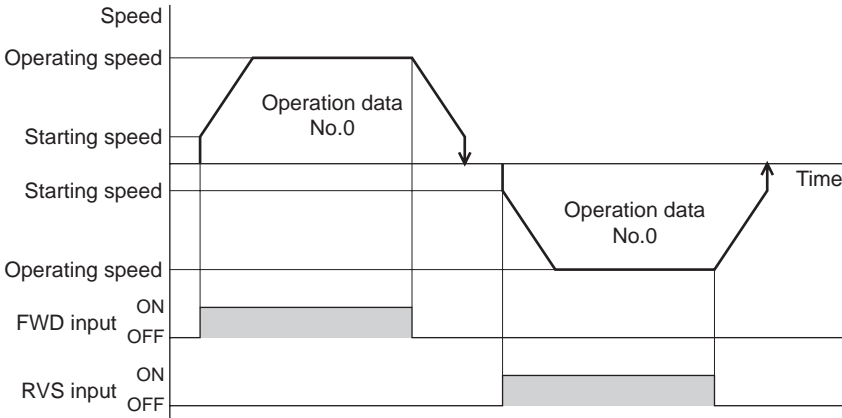 Speed
Operating speed
Operation data
No.0
Starting speed
Time
Starting speed
Operation data
No.0
Operating speed
ON
FWD input
OFF
ON
RVS input
OFF